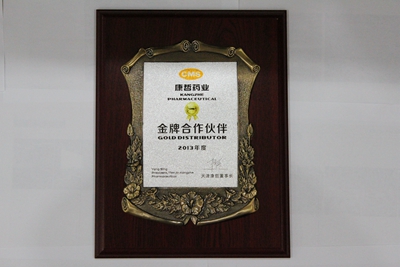 CMS
康哲药业
KANGZHE
PHARMACEUTICAL
金牌合作伙伴
GOLD DISTRIBUTOR
2013年度